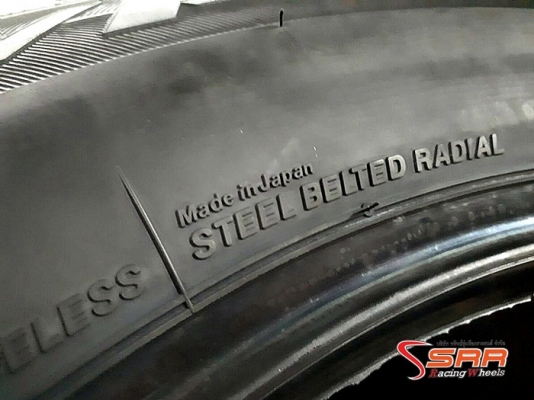 Made in Japan
STEEL BELTED RADIAL
ELESS
SRR
Racing Wheels